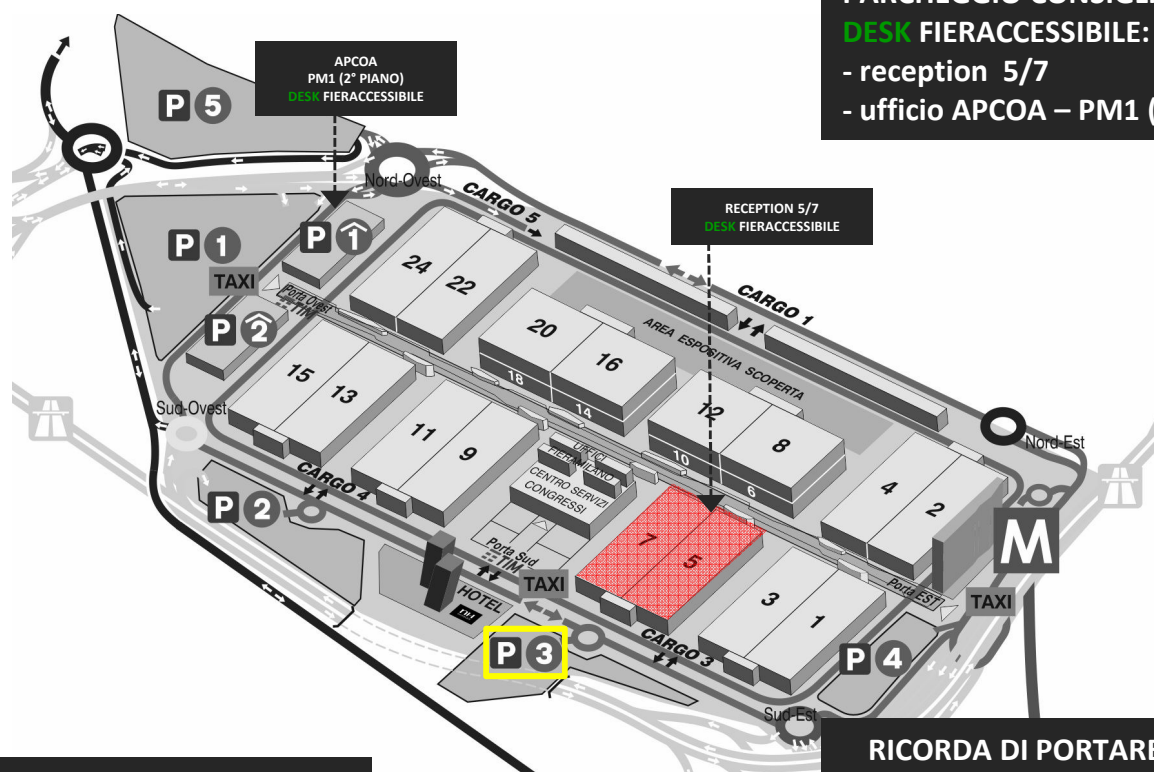 DESK FIERACCESSIBILE:
- reception 5/7
- ufficio APCOA – PM1 (
APCOA
PM1 (2° PIANO)
DESK FIERACCESSIBILE
P 5
Nord-Ovest
CARGO 5
RECEPTION 5/7
DESK FIERACCESSIBILE
P 1
P 1
TAXI
Porta Ovest
TIM
P 2
24
22
CARGO 1
20
16
AREA ESPOSITIVA SCOPERTA
18
14
15
13
12
8
10
6
Sud-Ovest
11
9
UFFICI
FIERAMILANO
CENTRO SERVIZI
CONGRESSI
Nord-Est
4
2
CARGO 4
P 2
M
7
5
Porta Sud
TIM
TAXI
HOTEL
NH
Porta EST
TAXI
3
1
CARGO 3
P 3
P 4
Sud-Est
RICORDA DI PORTARE